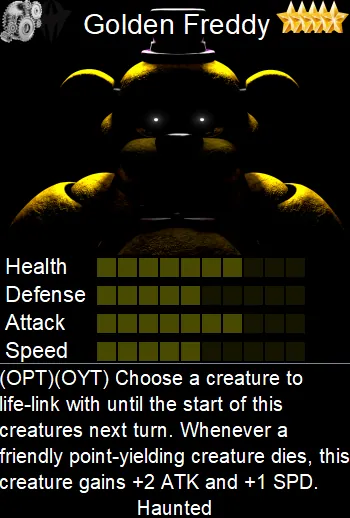 Golden Freddy
Health
Defense
Attack
Speed
(OPT)(OYT) Choose a creature to
life-link with until the start of this
creatures next turn. Whenever a
friendly point-yielding creature dies, this
creature gains +2 ATK and +1 SPD.
Haunted